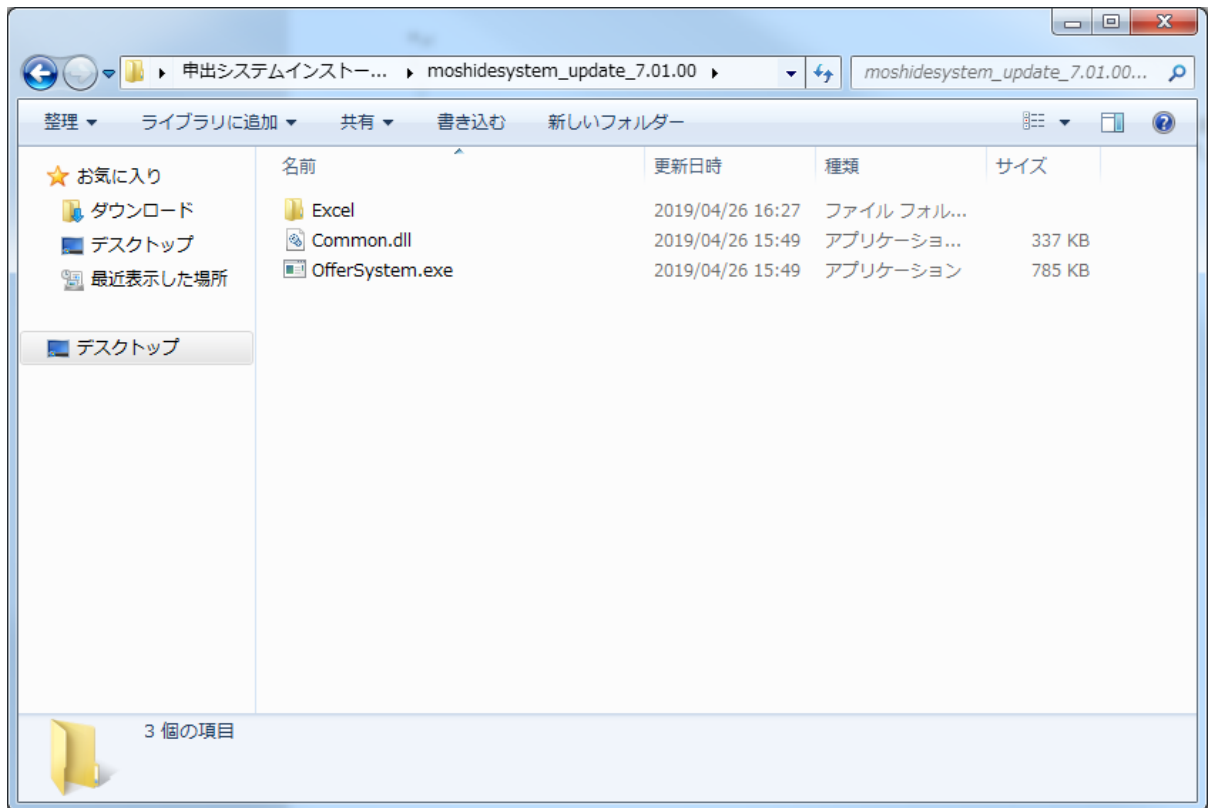 申出システムインストー... moshidesystem_update_7.01.00 moshidesystem_update_7.01.00...
整理 ライブラリに追加 共有 書き込む 新しいフォルダー
お気に入り
ダウンロード
デスクトップ
最近表示した場所
デスクトップ
名前 更新日時 種類 サイズ
Excel 2019/04/26 16:27 ファイル フォル...
Common.dll 2019/04/26 15:49 アプリケーショ... 337 KB
OfferSystem.exe 2019/04/26 15:49 アプリケーション 785 KB
3 個の項目